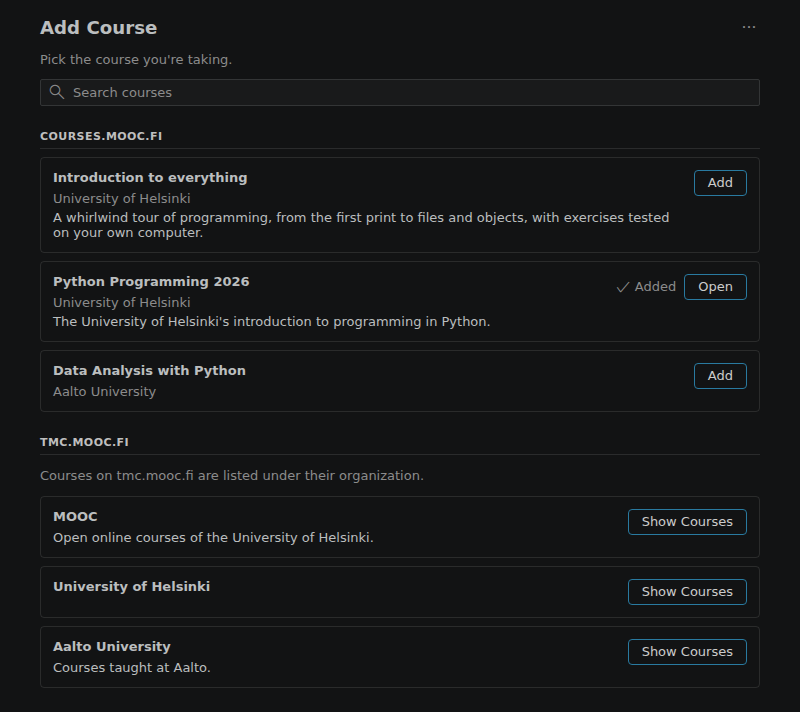 Add Course
...
Pick the course you're taking.
Search courses
COURSES.MOOC.FI
Introduction to everything
Add
University of Helsinki
A whirlwind tour of programming, from the first print to files and objects, with exercises tested
on your own computer.
Python Programming 2026
Added
Open
University of Helsinki
The University of Helsinki's introduction to programming in Python.
Data Analysis with Python
Add
Aalto University
TMC.MOOC.FI
Courses on tmc.mooc.fi are listed under their organization.
MOOC
Show Courses
Open online courses of the University of Helsinki.
University of Helsinki
Show Courses
Aalto University
Show Courses
Courses taught at Aalto.